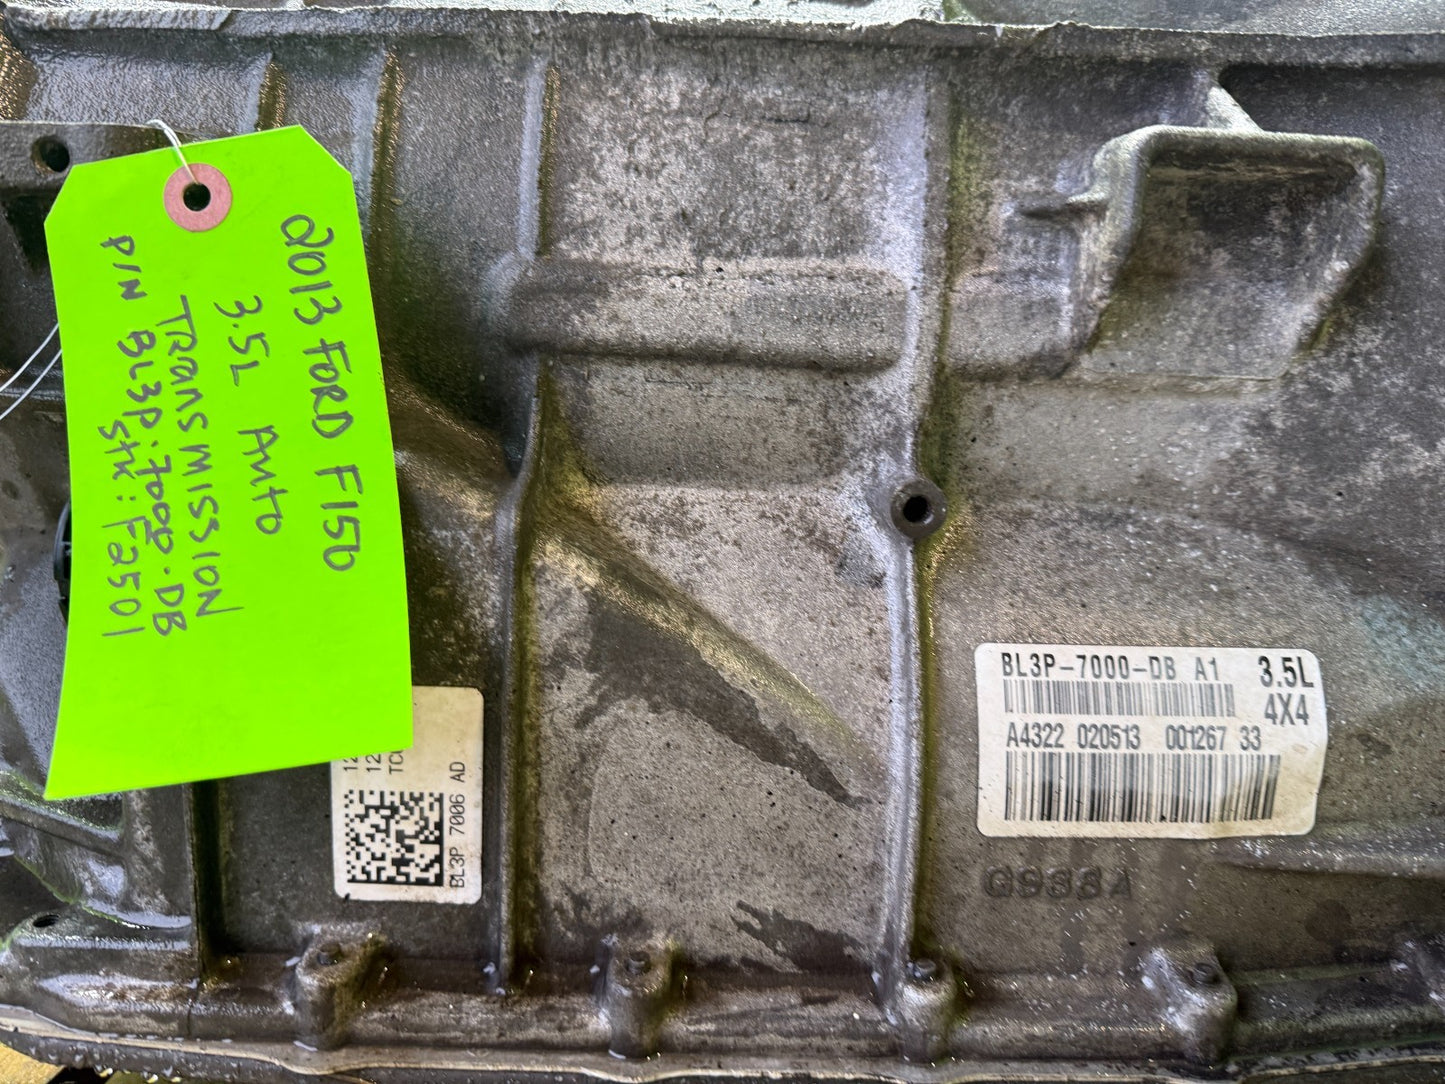 2013 FORD F150
3.5L AUTO
TRANSMISSION
P/N BL3P-7000-DB
Stk: F2501
BL3P 7006 AD
BL3P-7000-DB A1 3.5L
4X4
A4322 020513 001267 33